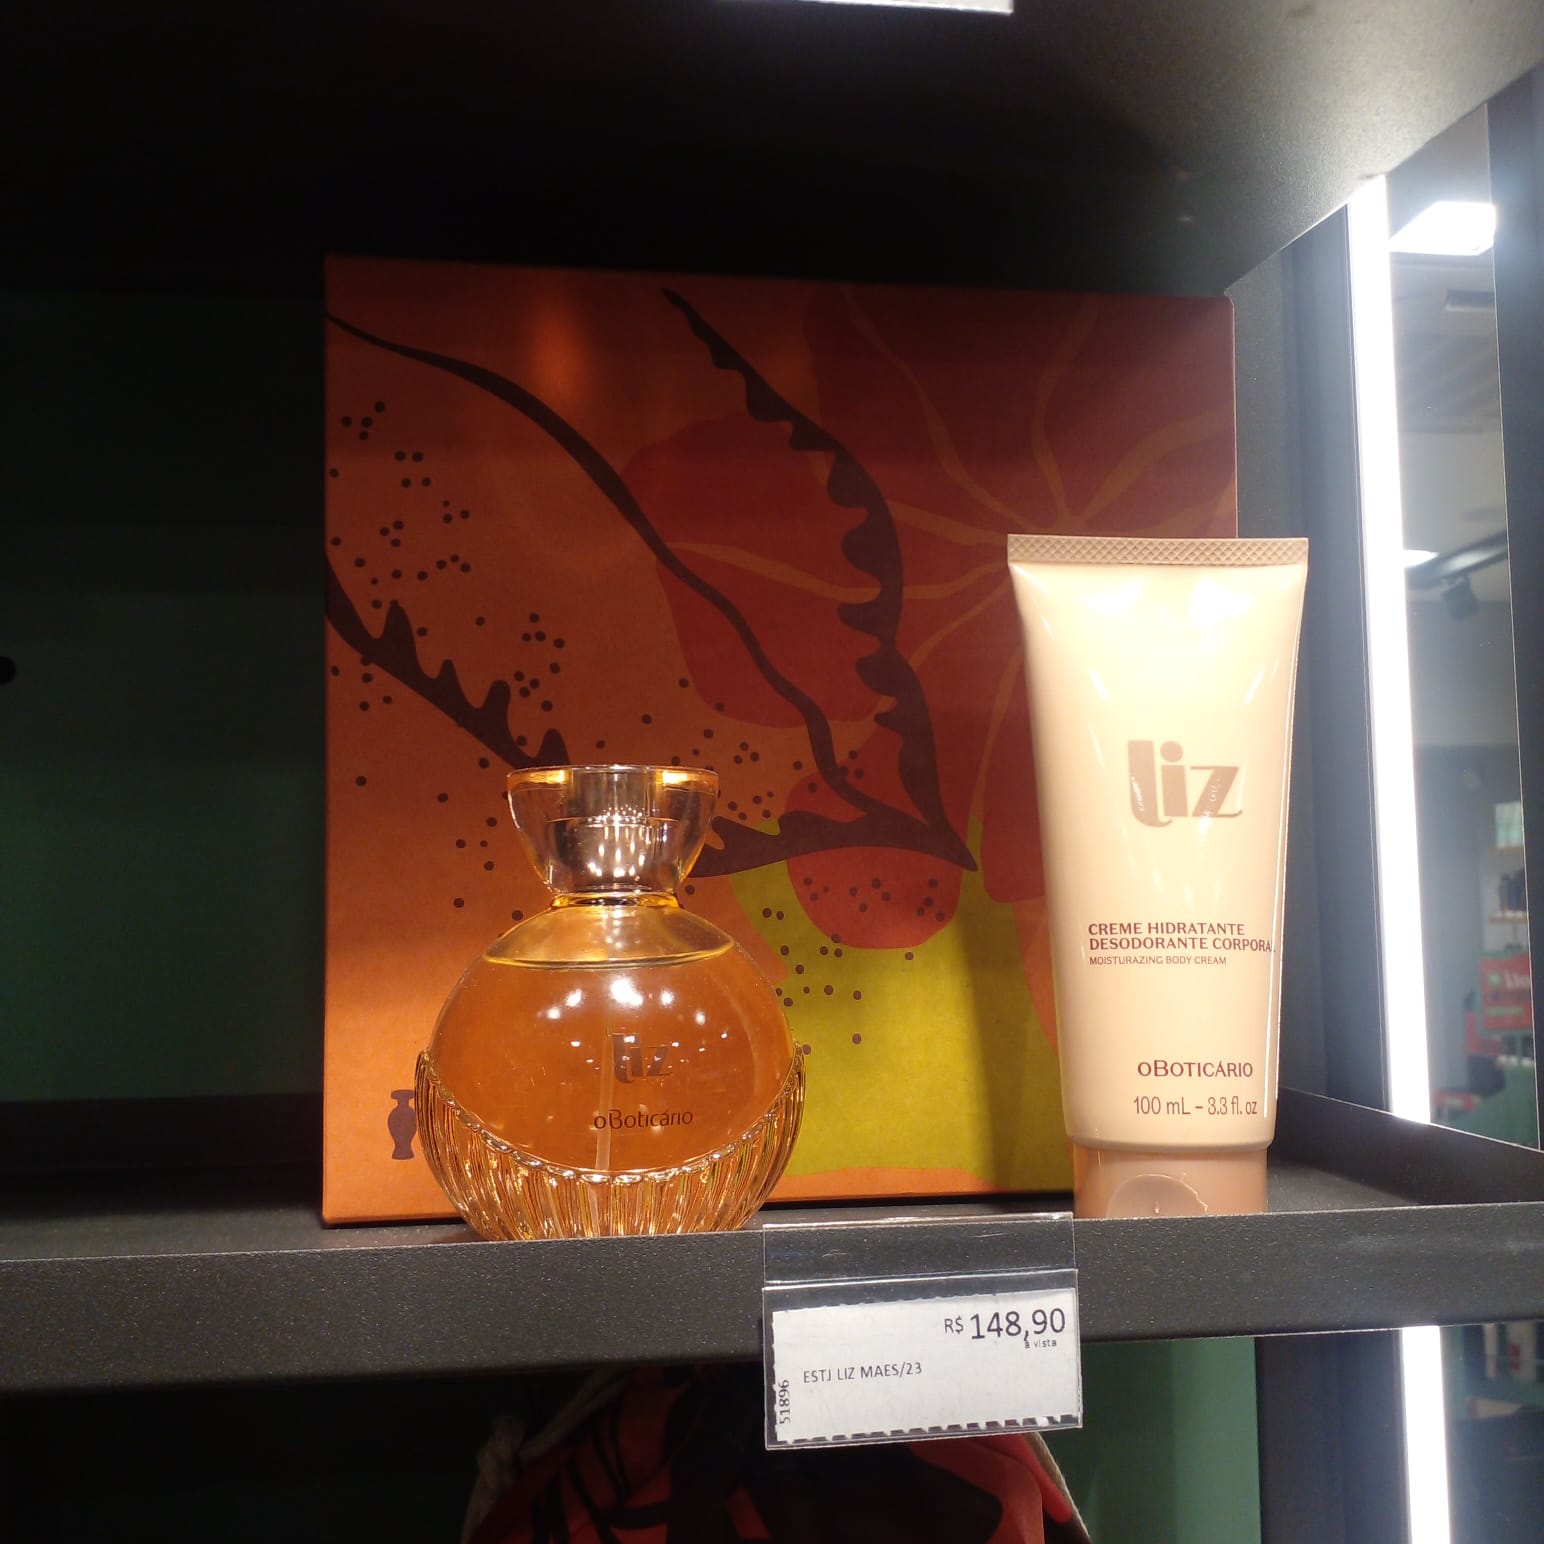 liz
oBoticário
liz
CREME HIDRATANTE
DESODORANTE CORPORA
MOISTURAZING BODY CREAM
oBOTICÁRIO
100 mL – 3.3 fl. oz
R$ 148,90
à vista
ESTJ LIZ MAES/23
51896